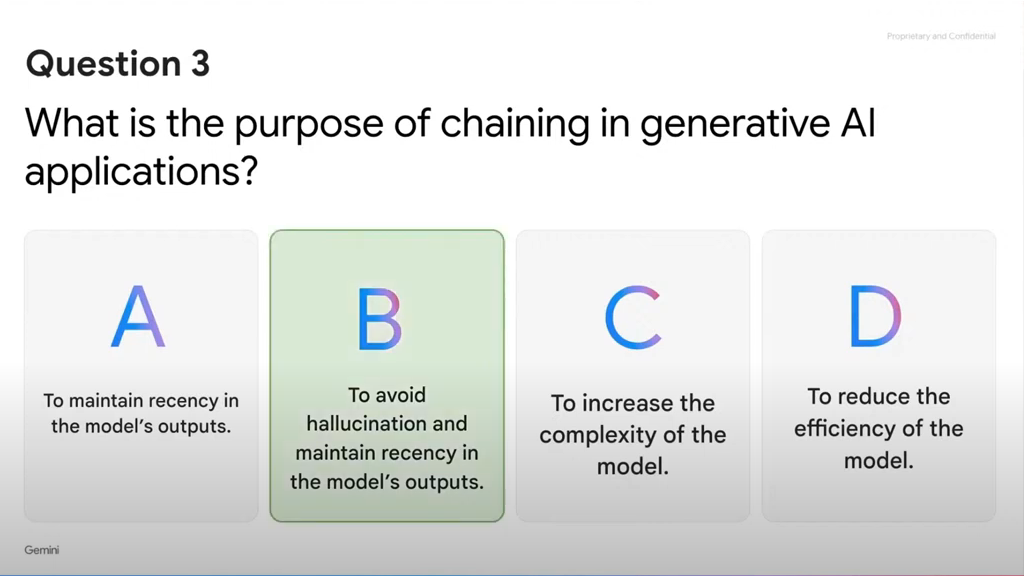 Proprietary and Confidential
Question 3
What is the purpose of chaining in generative AI
applications?
A
To maintain recency in
the model's outputs.
B
To avoid
hallucination and
maintain recency in
the model's outputs.
C
To increase the
complexity of the
model.
D
To reduce the
efficiency of the
model.
Gemini